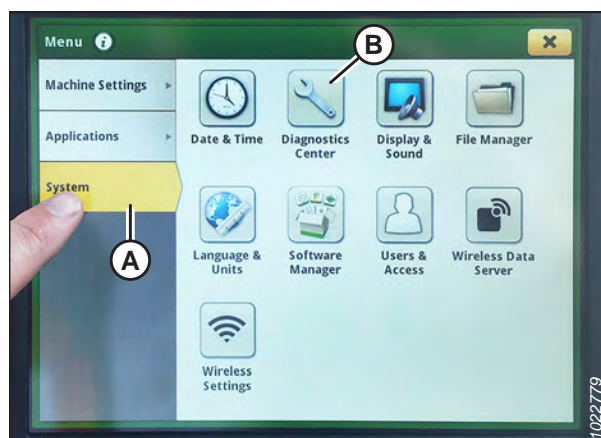 Menu i
B
Machine Settings
Applications
System
A
Date & Time
Diagnostics
Center
Display &
Sound
File Manager
Language &
Units
Software
Manager
Users &
Access
Wireless Data
Server
Wireless
Settings
1022779